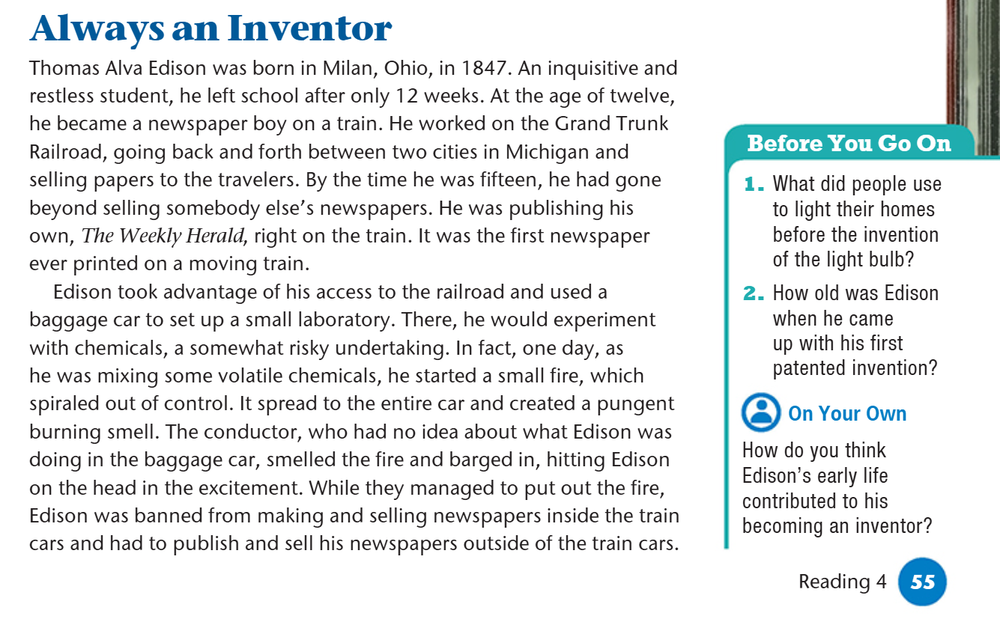 Always an Inventor
Thomas Alva Edison was born in Milan, Ohio, in 1847. An inquisitive and
restless student, he left school after only 12 weeks. At the age of twelve,
he became a newspaper boy on a train. He worked on the Grand Trunk
Railroad, going back and forth between two cities in Michigan and
selling papers to the travelers. By the time he was fifteen, he had gone
beyond selling somebody else’s newspapers. He was publishing his
own, The Weekly Herald, right on the train. It was the first newspaper
ever printed on a moving train.
Edison took advantage of his access to the railroad and used a
baggage car to set up a small laboratory. There, he would experiment
with chemicals, a somewhat risky undertaking. In fact, one day, as
he was mixing some volatile chemicals, he started a small fire, which
spiraled out of control. It spread to the entire car and created a pungent
burning smell. The conductor, who had no idea about what Edison was
doing in the baggage car, smelled the fire and barged in, hitting Edison
on the head in the excitement. While they managed to put out the fire,
Edison was banned from making and selling newspapers inside the train
cars and had to publish and sell his newspapers outside of the train cars.
Before You Go On
1. What did people use
to light their homes
before the invention
of the light bulb?
2. How old was Edison
when he came
up with his first
patented invention?
On Your Own
How do you think
Edison’s early life
contributed to his
becoming an inventor?
Reading 4 55